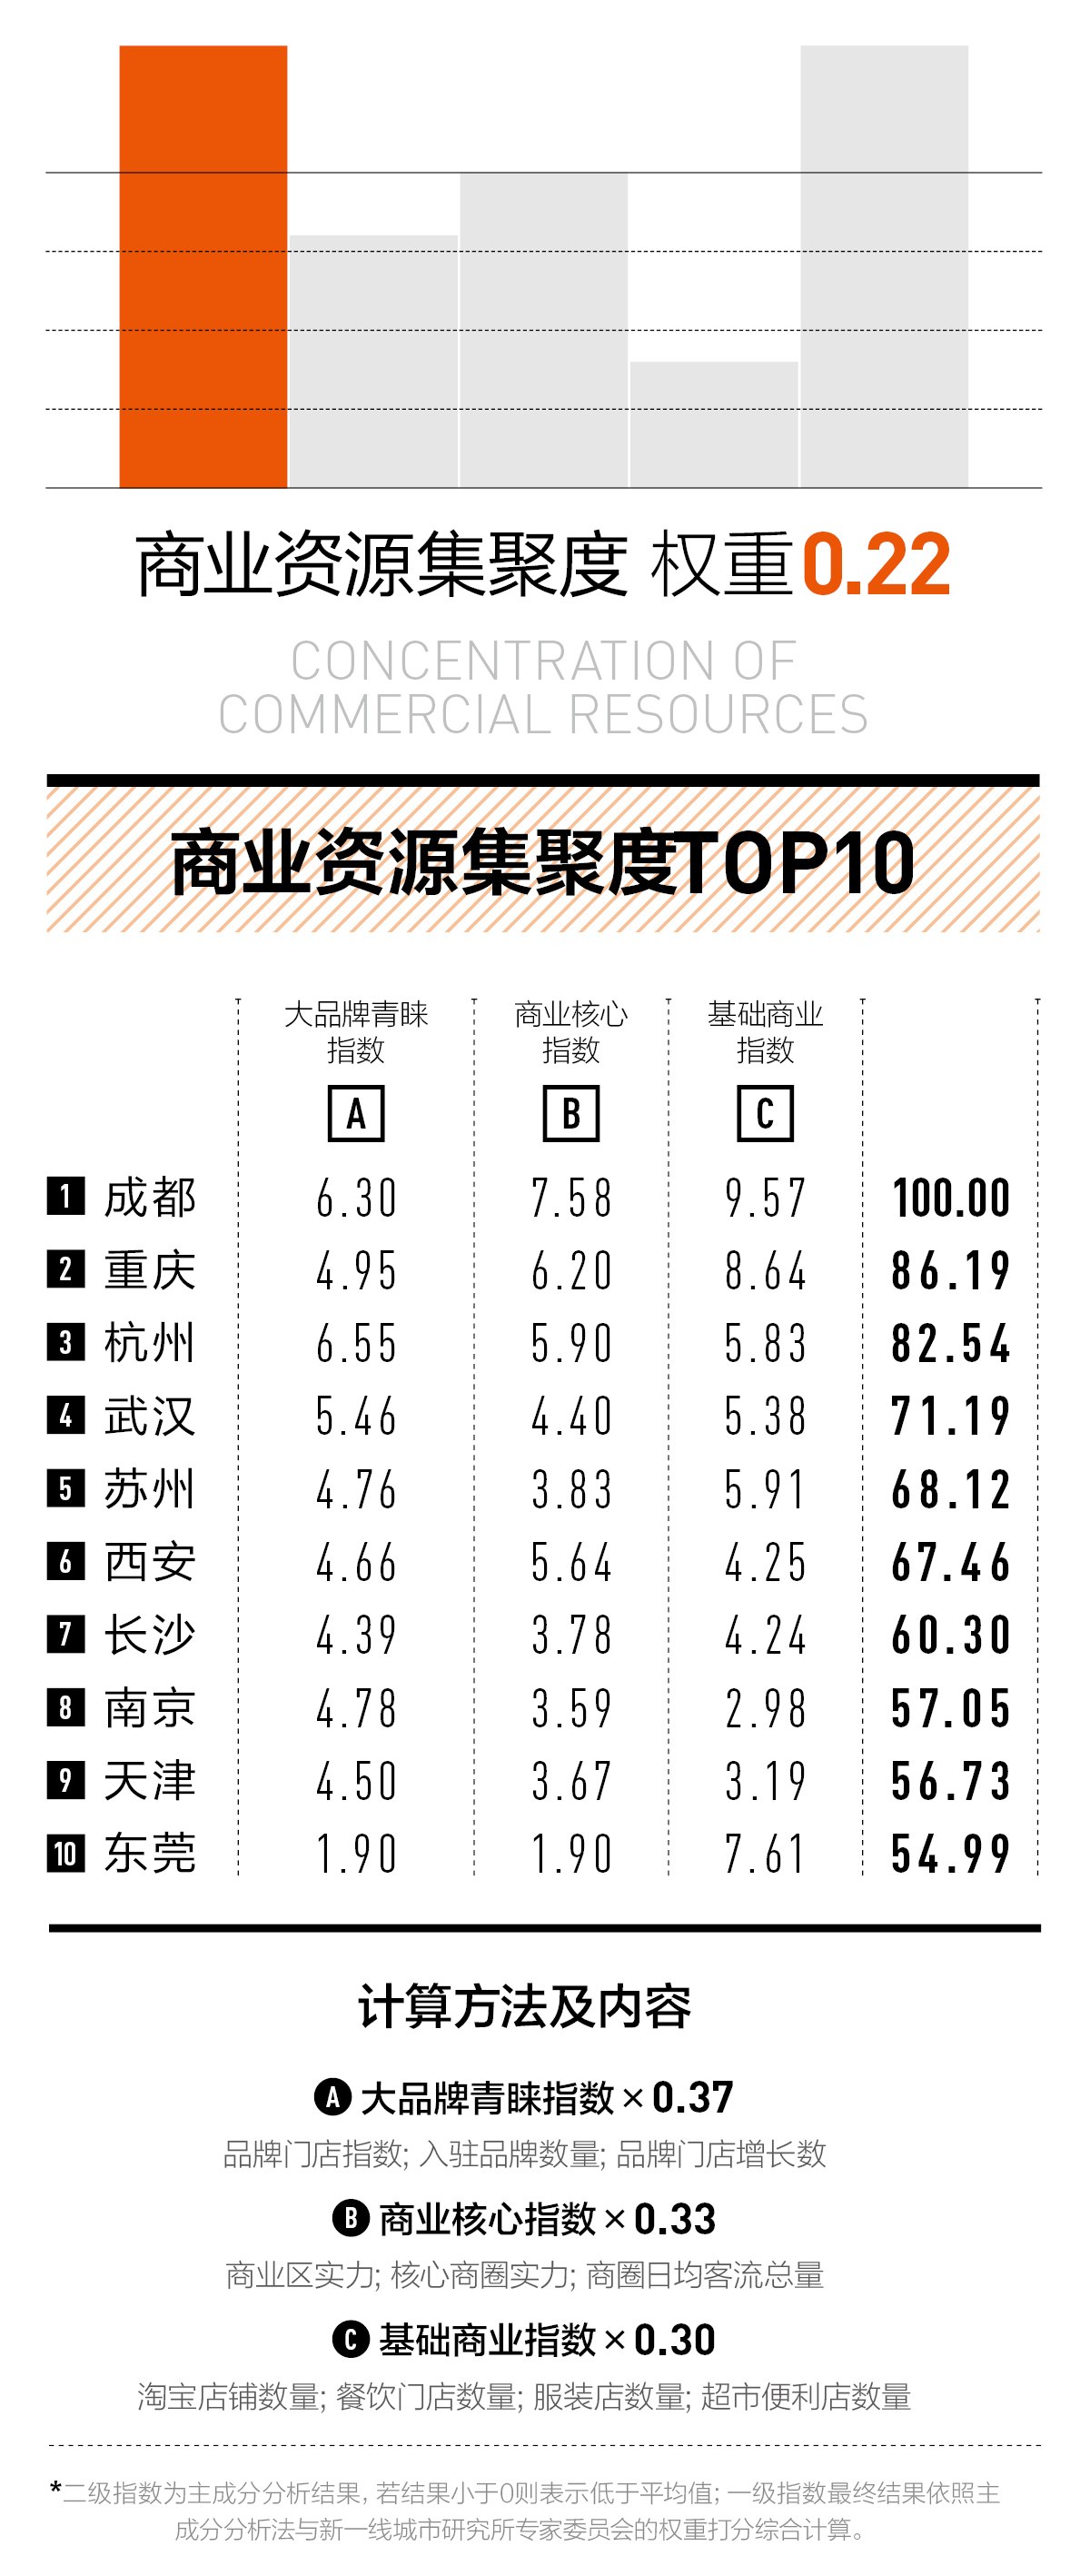 商业资源集聚度 权重0.22
CONCENTRATION OF
COMMERCIAL RESOURCES
商业资源集聚度TOP10
大品牌青睐 商业核心 基础商业
指数 指数 指数
A B C
1 成都 6.30 7.58 9.57 100.00
2 重庆 4.95 6.20 8.64 86.19
3 杭州 6.55 5.90 5.83 82.54
4 武汉 5.46 4.40 5.38 71.19
5 苏州 4.76 3.83 5.91 68.12
6 西安 4.66 5.64 4.25 67.46
7 长沙 4.39 3.78 4.24 60.30
8 南京 4.78 3.59 2.98 57.05
9 天津 4.50 3.67 3.19 56.73
10 东莞 1.90 1.90 7.61 54.99
计算方法及内容
A 大品牌青睐指数×0.37
品牌门店指数; 入驻品牌数量; 品牌门店增长数
B 商业核心指数×0.33
商业区实力; 核心商圈实力; 商圈日均客流总量
C 基础商业指数×0.30
淘宝店铺数量; 餐饮门店数量; 服装店数量; 超市便利店数量
*二级指数为主成分分析结果, 若结果小于0则表示低于平均值; 一级指数最终结果依照主
成分分析法与新一线城市研究所专家委员会的权重打分综合计算。